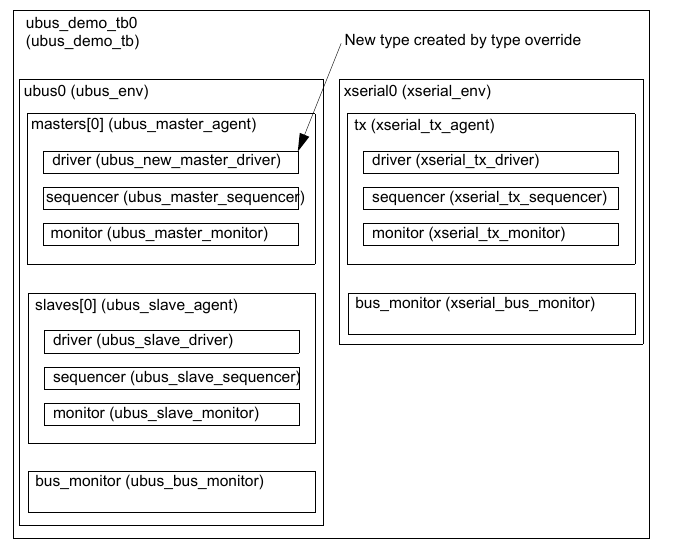 ubus_demo_tb0
(ubus_demo_tb)
New type created by type override
ubus0 (ubus_env)
masters[0] (ubus_master_agent)
driver (ubus_new_master_driver)
sequencer (ubus_master_sequencer)
monitor (ubus_master_monitor)
slaves[0] (ubus_slave_agent)
driver (ubus_slave_driver)
sequencer (ubus_slave_sequencer)
monitor (ubus_slave_monitor)
bus_monitor (ubus_bus_monitor)
xserial0 (xserial_env)
tx (xserial_tx_agent)
driver (xserial_tx_driver)
sequencer (xserial_tx_sequencer)
monitor (xserial_tx_monitor)
bus_monitor (xserial_bus_monitor)